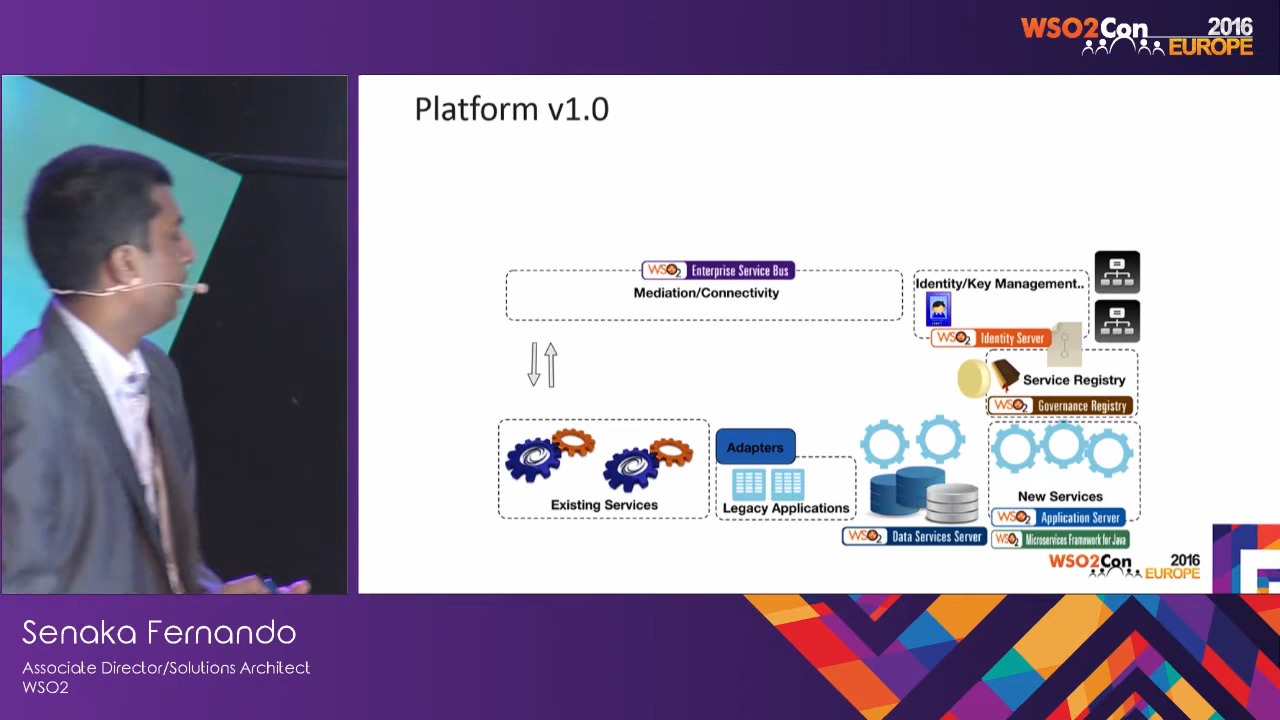 WSO2Con 2016
EUROPE
Platform v1.0
WSO2 Enterprise Service Bus
Mediation/Connectivity
Identity/Key Management..
WSO2 Identity Server
Service Registry
WSO2 Governance Registry
Adapters
Existing Services
Legacy Applications
New Services
WSO2 Application Server
WSO2 Data Services Server
WSO2 Microservices Framework for Java
WSO2Con 2016
EUROPE
Senaka Fernando
Associate Director/Solutions Architect
WSO2